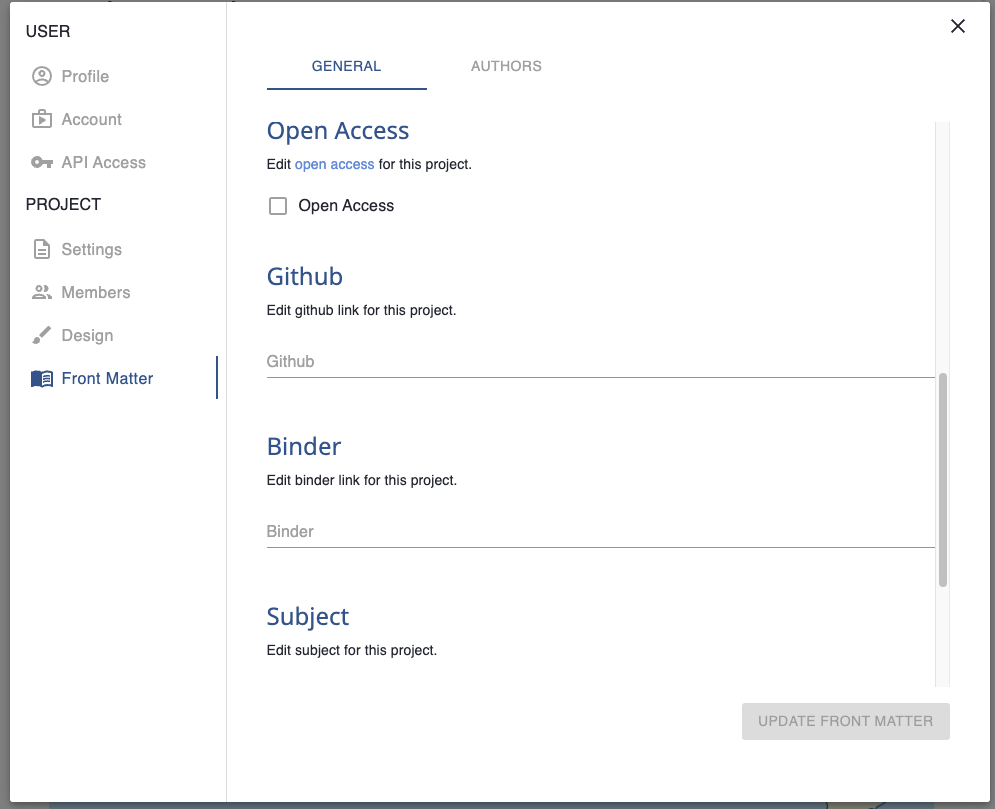 USER
Profile
Account
API Access
PROJECT
Settings
Members
Design
Front Matter
GENERAL
AUTHORS
Open Access
Edit open access for this project.
Open Access
Github
Edit github link for this project.
Github
Binder
Edit binder link for this project.
Binder
Subject
Edit subject for this project.
UPDATE FRONT MATTER